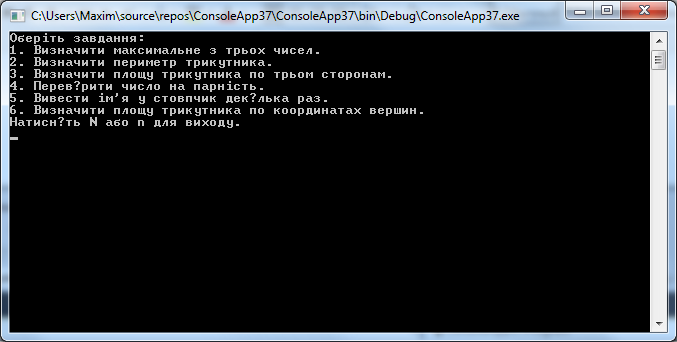 C:\Users\Maxim\source\repos\ConsoleApp37\ConsoleApp37\bin\Debug\ConsoleApp37.exe
Оберіть завдання:
1. Визначити максимальне з трьох чисел.
2. Визначити периметр трикутника.
3. Визначити площу трикутника по трьом сторонам.
4. Перев?рити число на парність.
5. Вивести ім'я у стовпчик дек?лька раз.
6. Визначити площу трикутника по координатах вершин.
Натисн?ть N або n для виходу.